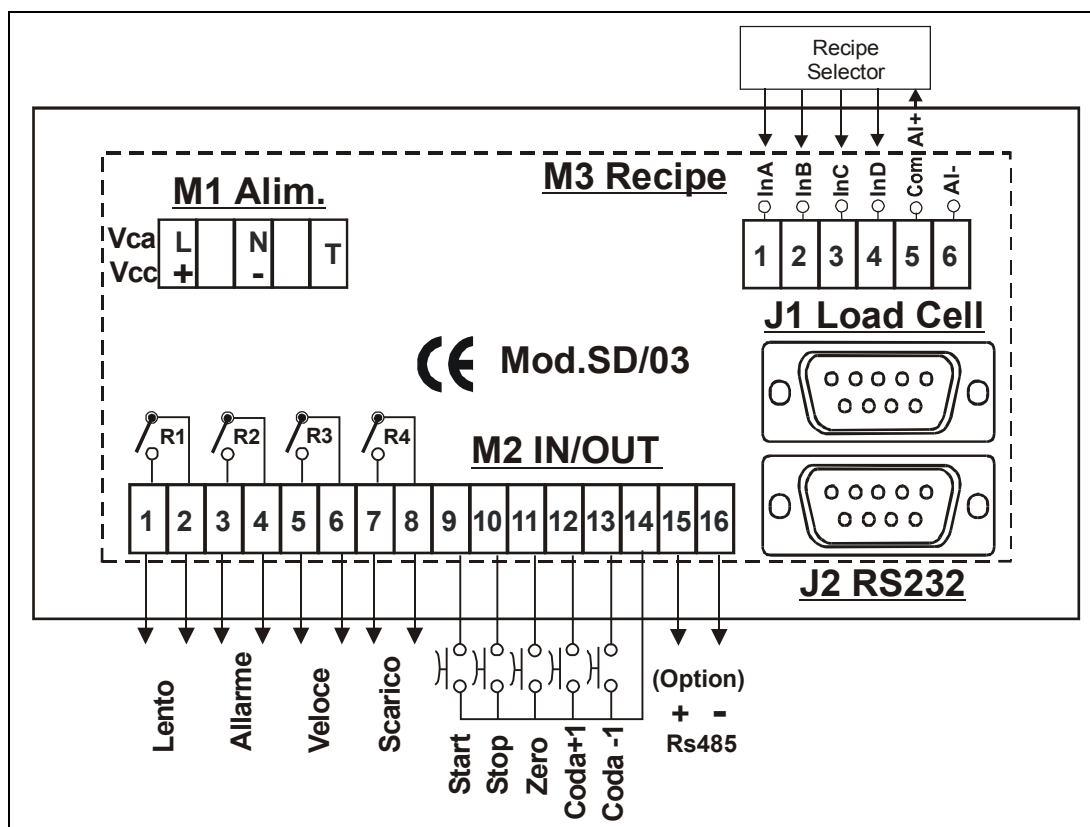 Recipe
Selector
M3 Recipe
InA
InB
InC
InD
Com AI+
AI-
1 2 3 4 5 6
M1 Alim.
Vca L N T
Vcc + -
J1 Load Cell
CE Mod.SD/03
R1 R2 R3 R4
M2 IN/OUT
1 2 3 4 5 6 7 8 9 10 11 12 13 14 15 16
J2 RS232
Lento
Allarme
Veloce
Scarico
Start
Stop
Zero
Coda+1
Coda -1
(Option)
+ -
Rs485